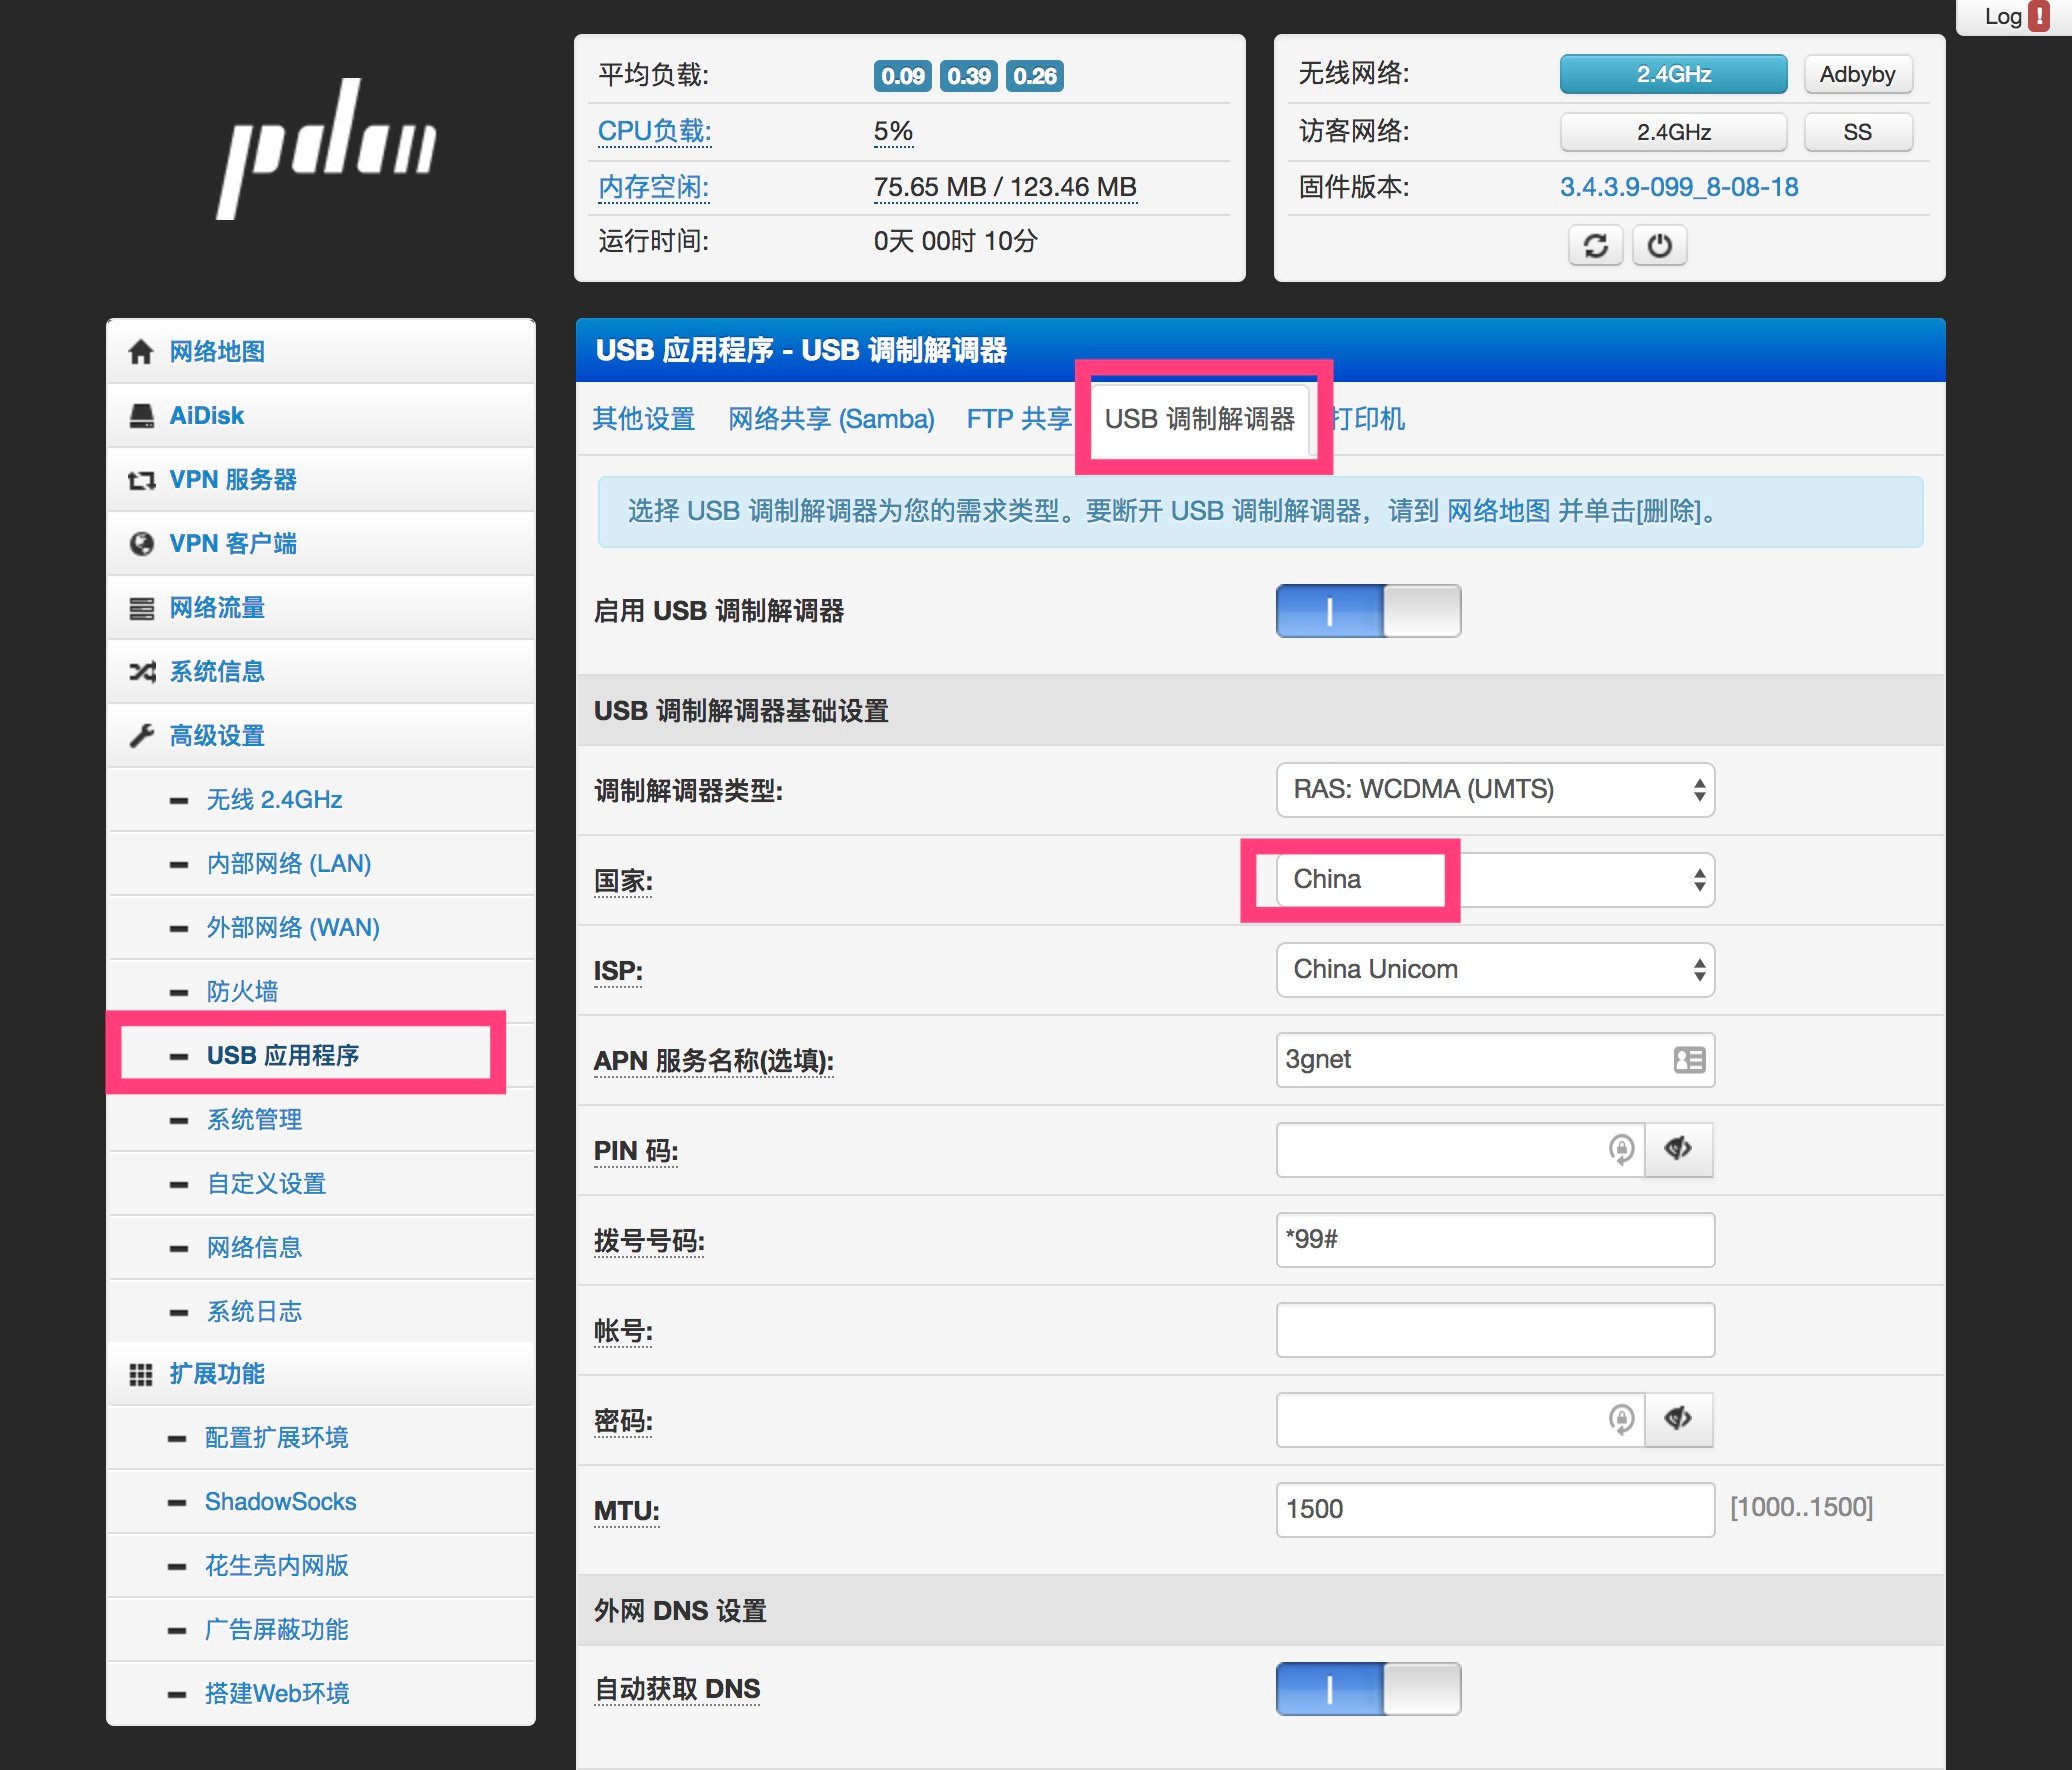 Log !
pdcn
平均负载: 0.09 0.39 0.26
CPU负载: 5%
内存空闲: 75.65 MB / 123.46 MB
运行时间: 0天 00时 10分
无线网络: 2.4GHz Adbyby
访客网络: 2.4GHz SS
固件版本: 3.4.3.9-099_8-08-18
网络地图
AiDisk
VPN 服务器
VPN 客户端
网络流量
系统信息
高级设置
无线 2.4GHz
内部网络 (LAN)
外部网络 (WAN)
防火墙
USB 应用程序
系统管理
自定义设置
网络信息
系统日志
扩展功能
配置扩展环境
ShadowSocks
花生壳内网版
广告屏蔽功能
搭建Web环境
USB 应用程序 - USB 调制解调器
其他设置 网络共享 (Samba) FTP 共享 USB 调制解调器 打印机
选择 USB 调制解调器为您的需求类型。要断开 USB 调制解调器，请到 网络地图 并单击[删除]。
启用 USB 调制解调器
USB 调制解调器基础设置
调制解调器类型: RAS: WCDMA (UMTS)
国家: China
ISP: China Unicom
APN 服务名称(选填): 3gnet
PIN 码:
拨号号码: *99#
帐号:
密码:
MTU: 1500 [1000..1500]
外网 DNS 设置
自动获取 DNS